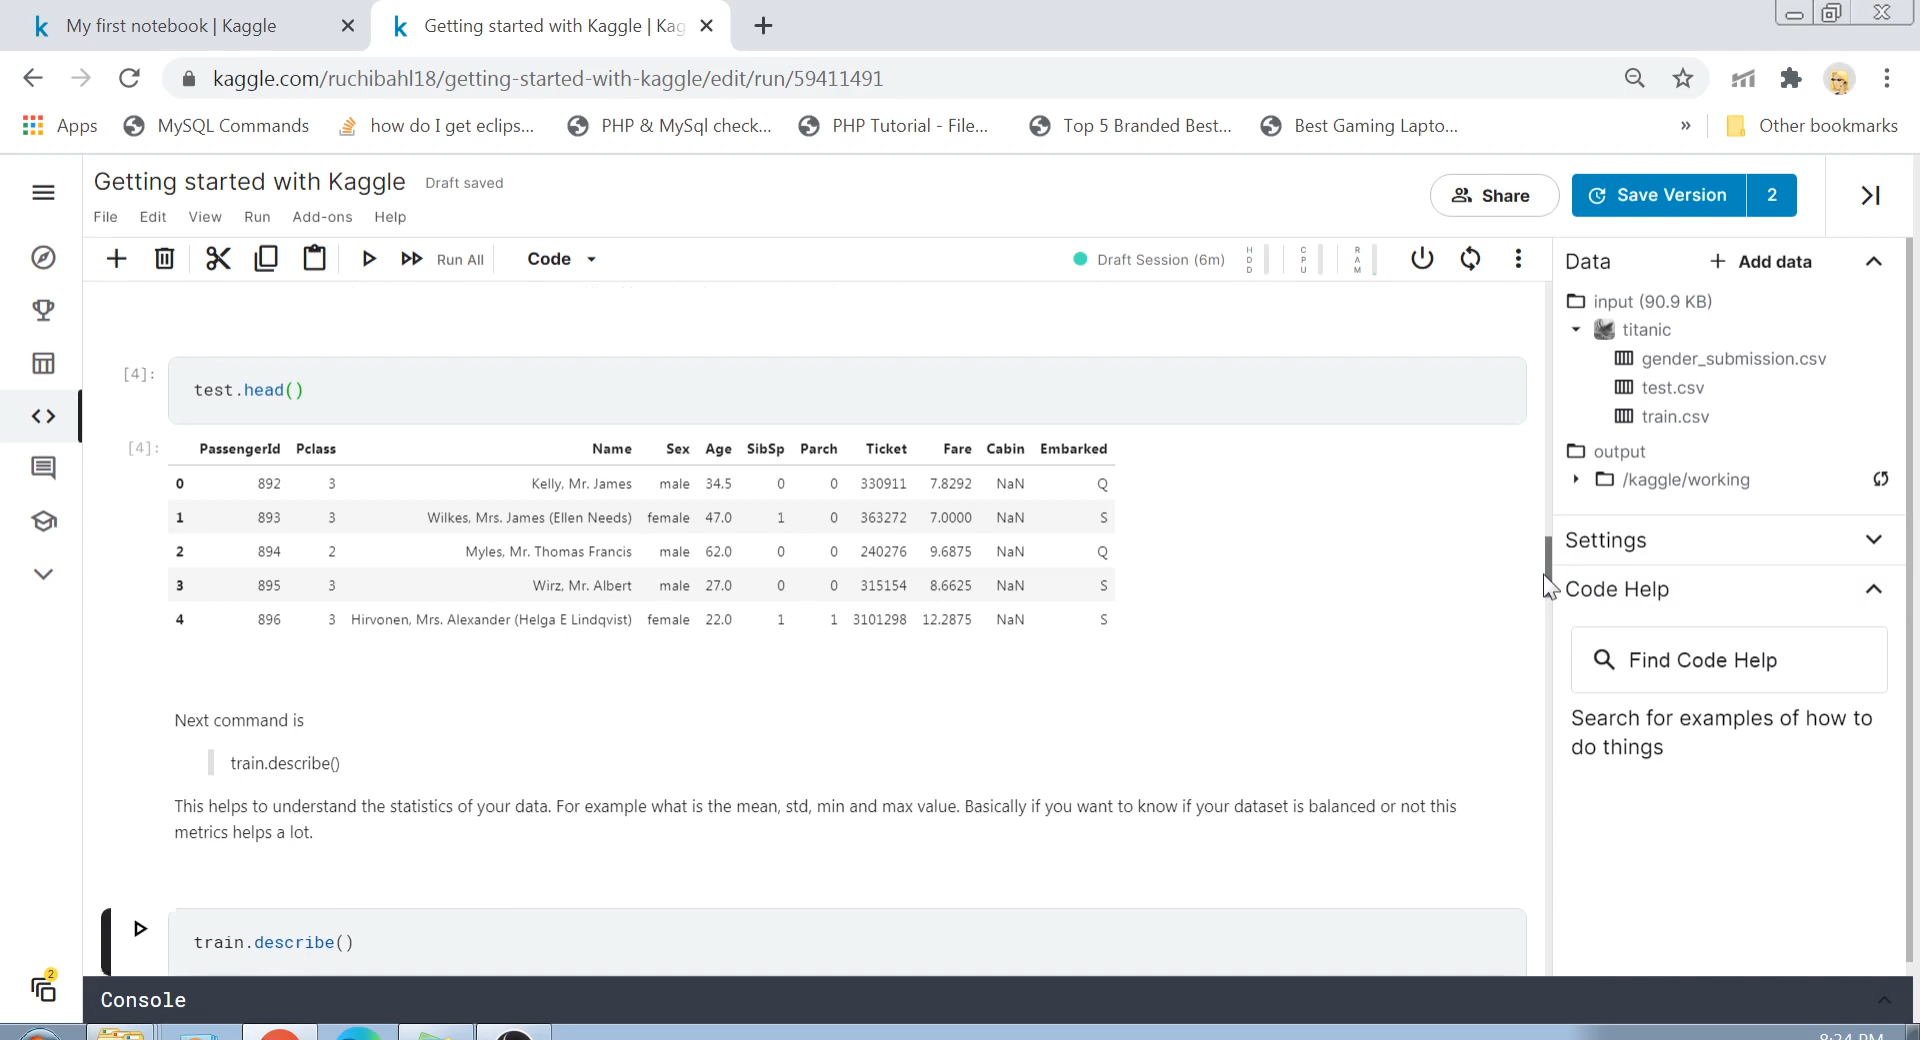 My first notebook | Kaggle
Getting started with Kaggle | Kag
kaggle.com/ruchibahl18/getting-started-with-kaggle/edit/run/59411491
Apps MySQL Commands how do I get eclips... PHP & MySql check... PHP Tutorial - File... Top 5 Branded Best... Best Gaming Lapto... » Other bookmarks
Getting started with Kaggle Draft saved
File Edit View Run Add-ons Help
Share Save Version 2
Run All Code Draft Session (6m) HDD CPU RAM
Data + Add data
input (90.9 KB)
titanic
gender_submission.csv
test.csv
train.csv
output
/kaggle/working
Settings
Code Help
Find Code Help
Search for examples of how to
do things
[4]: test.head()
[4]: PassengerId Pclass Name Sex Age SibSp Parch Ticket Fare Cabin Embarked
0 892 3 Kelly, Mr. James male 34.5 0 0 330911 7.8292 NaN Q
1 893 3 Wilkes, Mrs. James (Ellen Needs) female 47.0 1 0 363272 7.0000 NaN S
2 894 2 Myles, Mr. Thomas Francis male 62.0 0 0 240276 9.6875 NaN Q
3 895 3 Wirz, Mr. Albert male 27.0 0 0 315154 8.6625 NaN S
4 896 3 Hirvonen, Mrs. Alexander (Helga E Lindqvist) female 22.0 1 1 3101298 12.2875 NaN S
Next command is
train.describe()
This helps to understand the statistics of your data. For example what is the mean, std, min and max value. Basically if you want to know if your dataset is balanced or not this
metrics helps a lot.
train.describe()
2
Console
8:24 PM